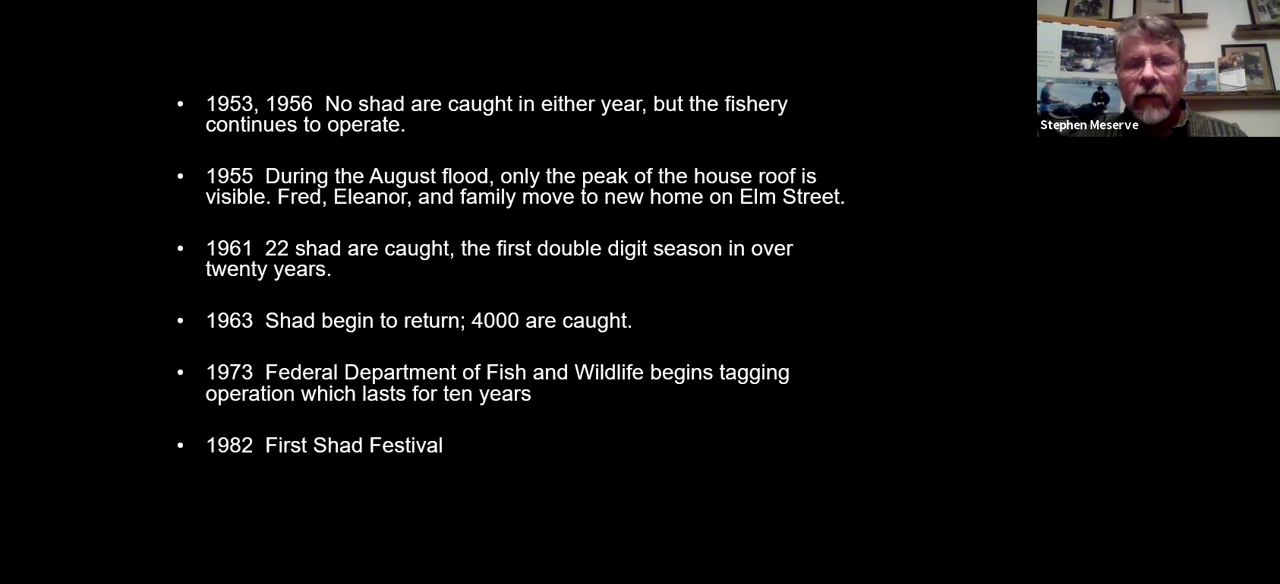 • 1953, 1956  No shad are caught in either year, but the fishery
continues to operate.
• 1955  During the August flood, only the peak of the house roof is
visible. Fred, Eleanor, and family move to new home on Elm Street.
• 1961  22 shad are caught, the first double digit season in over
twenty years.
• 1963  Shad begin to return; 4000 are caught.
• 1973  Federal Department of Fish and Wildlife begins tagging
operation which lasts for ten years
• 1982  First Shad Festival
Stephen Meserve